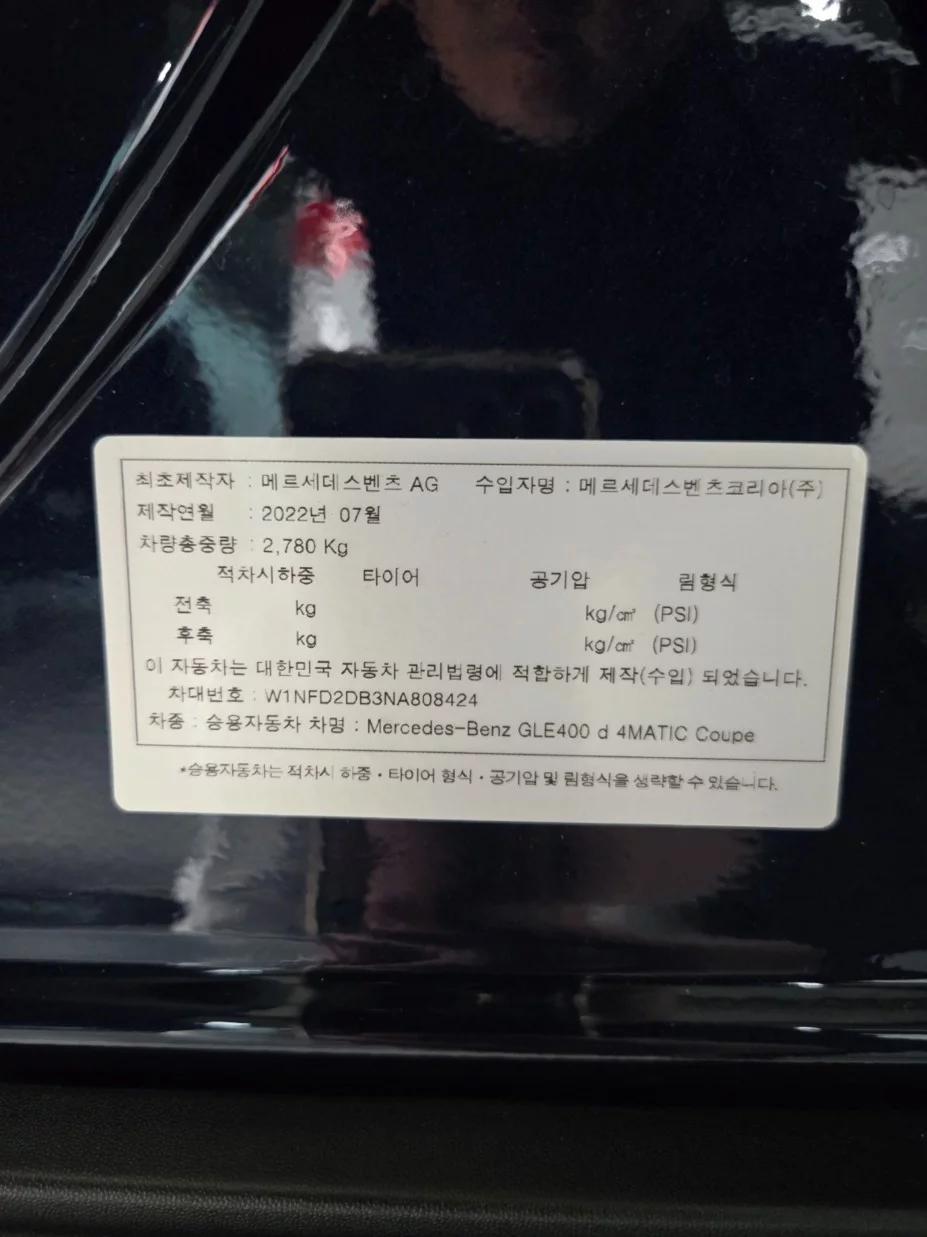 최초제작자 : 메르세데스벤츠 AG 수입자명 : 메르세데스벤츠코리아(주)
제작연월 : 2022년 07월
차량총중량 : 2,780 Kg
적차시하중 타이어 공기압 림형식
전축 kg kg/㎠ (PSI)
후축 kg kg/㎠ (PSI)
이 자동차는 대한민국 자동차 관리법령에 적합하게 제작(수입) 되었습니다.
차대번호 : W1NFD2DB3NA808424
차종 : 승용자동차 차명 : Mercedes-Benz GLE400 d 4MATIC Coupe
*승용자동차는 적차시 하중・타이어 형식・공기압 및 림형식을 생략할 수 있습니다.